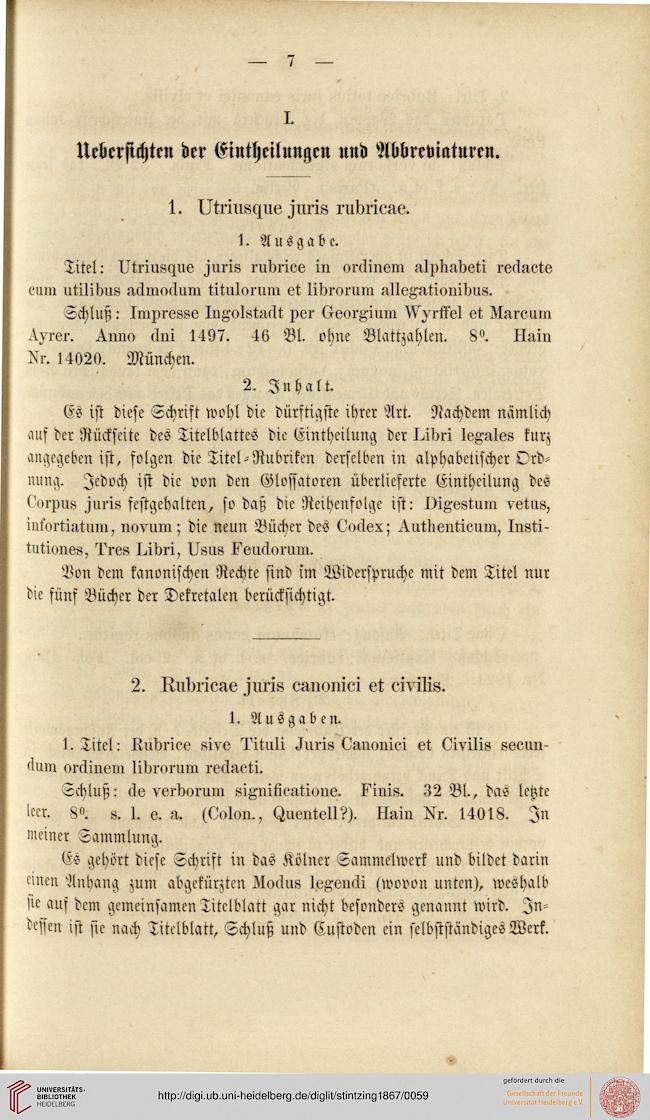 — 7 —
I.
Uebersichten der Eintheilungen und Abbreviaturen.
1. Utriusque juris rubricae.
1. Ausgabe.
Titel: Utriusque juris rubrice in ordinem alphabeti redacte
cum utilibus admodum titulorum et librorum allegationibus.
Schluß: Impresse Ingolstadt per Georgium Wyrffel et Marcum
Ayrer. Anno dni 1497. 46 Bl. ohne Blattzahlen. 8⁰. Hain
Nr. 14020. München.
2. Inhalt.
Es ist diese Schrift wohl die dürftigste ihrer Art. Nachdem nämlich
auf der Rückseite des Titelblattes die Eintheilung der Libri legales kurz
angegeben ist, folgen die Titel-Rubriken derselben in alphabetischer Ord-
nung. Jedoch ist die von den Glossatoren überlieferte Eintheilung des
Corpus juris festgehalten, so daß die Reihenfolge ist: Digestum vetus,
infortiatum, novum; die neun Bücher des Codex; Authenticum, Insti-
tutiones, Tres Libri, Usus Feudorum.
Von dem kanonischen Rechte sind im Widerspruche mit dem Titel nur
die fünf Bücher der Dekretalen berücksichtigt.
2. Rubricae juris canonici et civilis.
1. Ausgaben.
1. Titel: Rubrice sive Tituli Juris Canonici et Civilis secun-
dum ordinem librorum redacti.
Schluß: de verborum significatione. Finis. 32 Bl., das letzte
leer. 8⁰. s. l. e. a. (Colon., Quentell?). Hain Nr. 14018. In
meiner Sammlung.
Es gehört diese Schrift in das Kölner Sammelwerk und bildet darin
einen Anhang zum abgekürzten Modus legendi (wovon unten), weshalb
sie auf dem gemeinsamen Titelblatt gar nicht besonders genannt wird. In-
dessen ist sie nach Titelblatt, Schluß und Custoden ein selbstständiges Werk.
UNIVERSITÄTS-
BIBLIOTHEK
HEIDELBERG
http://digi.ub.uni-heidelberg.de/diglit/stintzing1867/0059
gefördert durch die
Gesellschaft der Freunde
Universität Heidelberg e.V.